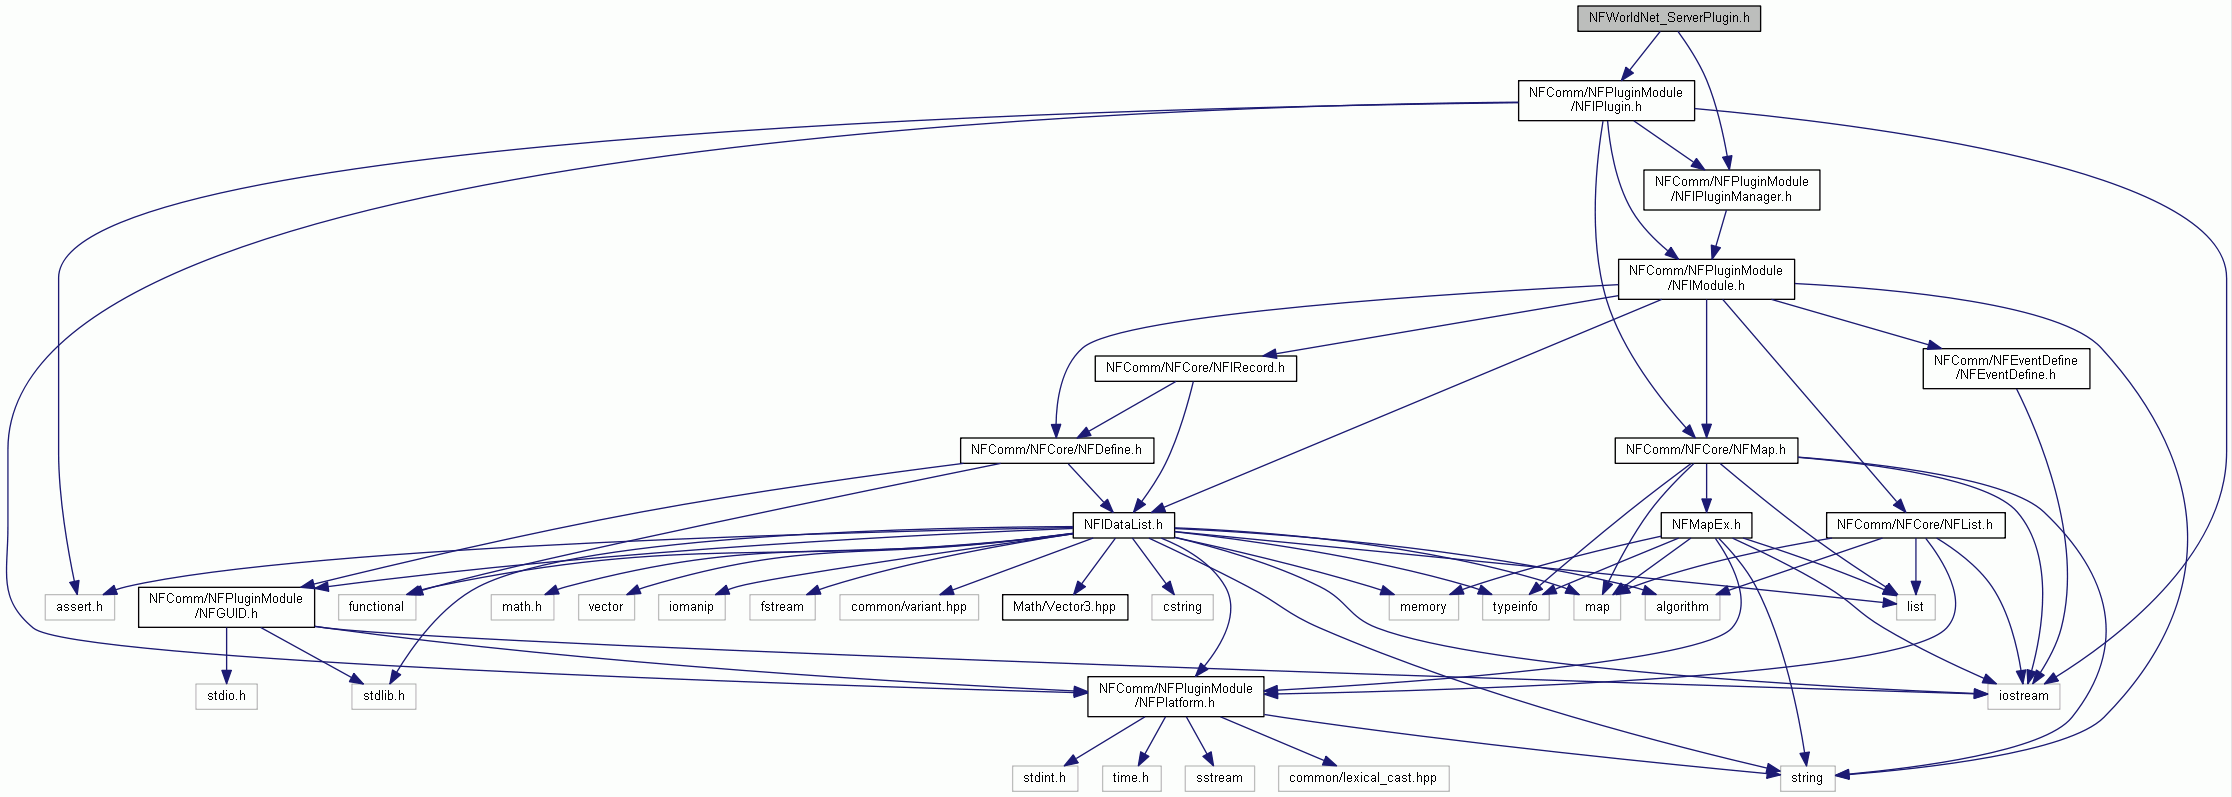 NFWorldNet_ServerPlugin.h
NFComm/NFPluginModule
/NFIPlugin.h
NFComm/NFPluginModule
/NFIPluginManager.h
NFComm/NFPluginModule
/NFIModule.h
NFComm/NFCore/NFIRecord.h
NFComm/NFEventDefine
/NFEventDefine.h
NFComm/NFCore/NFDefine.h
NFComm/NFCore/NFMap.h
NFIDataList.h
NFMapEx.h
NFComm/NFCore/NFList.h
assert.h
NFComm/NFPluginModule
/NFGUID.h
functional
math.h
vector
iomanip
fstream
common/variant.hpp
Math/Vector3.hpp
cstring
memory
typeinfo
map
algorithm
list
stdio.h
stdlib.h
NFComm/NFPluginModule
/NFPlatform.h
iostream
stdint.h
time.h
sstream
common/lexical_cast.hpp
string